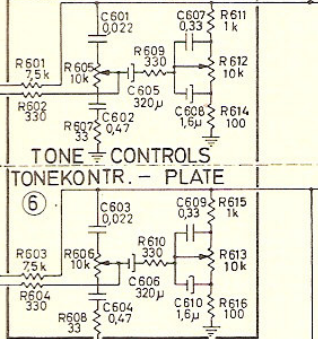 C601
0,022
C607
0,33
R611
1k
R609
330
R601
7,5k
R605
10k
R612
10k
R602
330
C605
320µ
R607
33
C602
0,47
C608
1,6µ
R614
100
TONE CONTROLS
TONEKONTR. - PLATE
6
C603
0,022
C609
0,33
R615
1k
R610
330
R603
7,5k
R606
10k
R613
10k
R604
330
C606
320µ
R608
33
C604
0,47
C610
1,6µ
R616
100